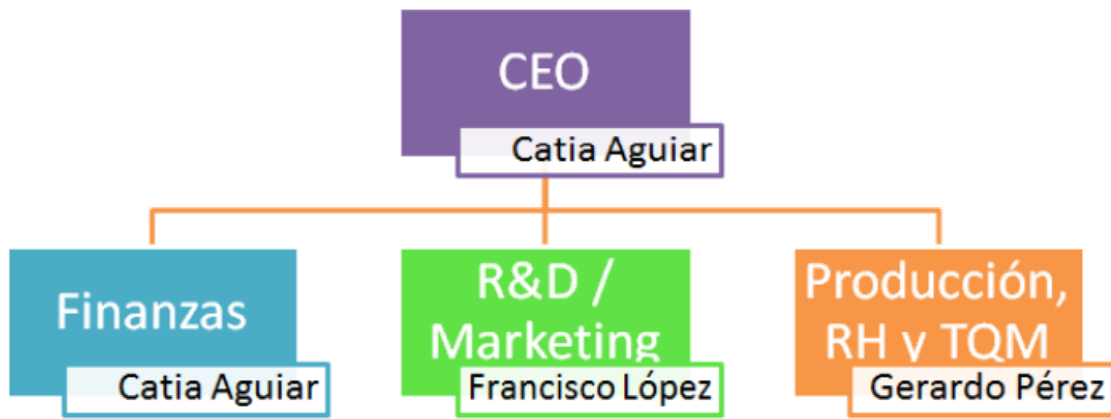 CEO
Catia Aguiar
Finanzas
Catia Aguiar
R&D /
Marketing
Francisco López
Producción,
RH y TQM
Gerardo Pérez